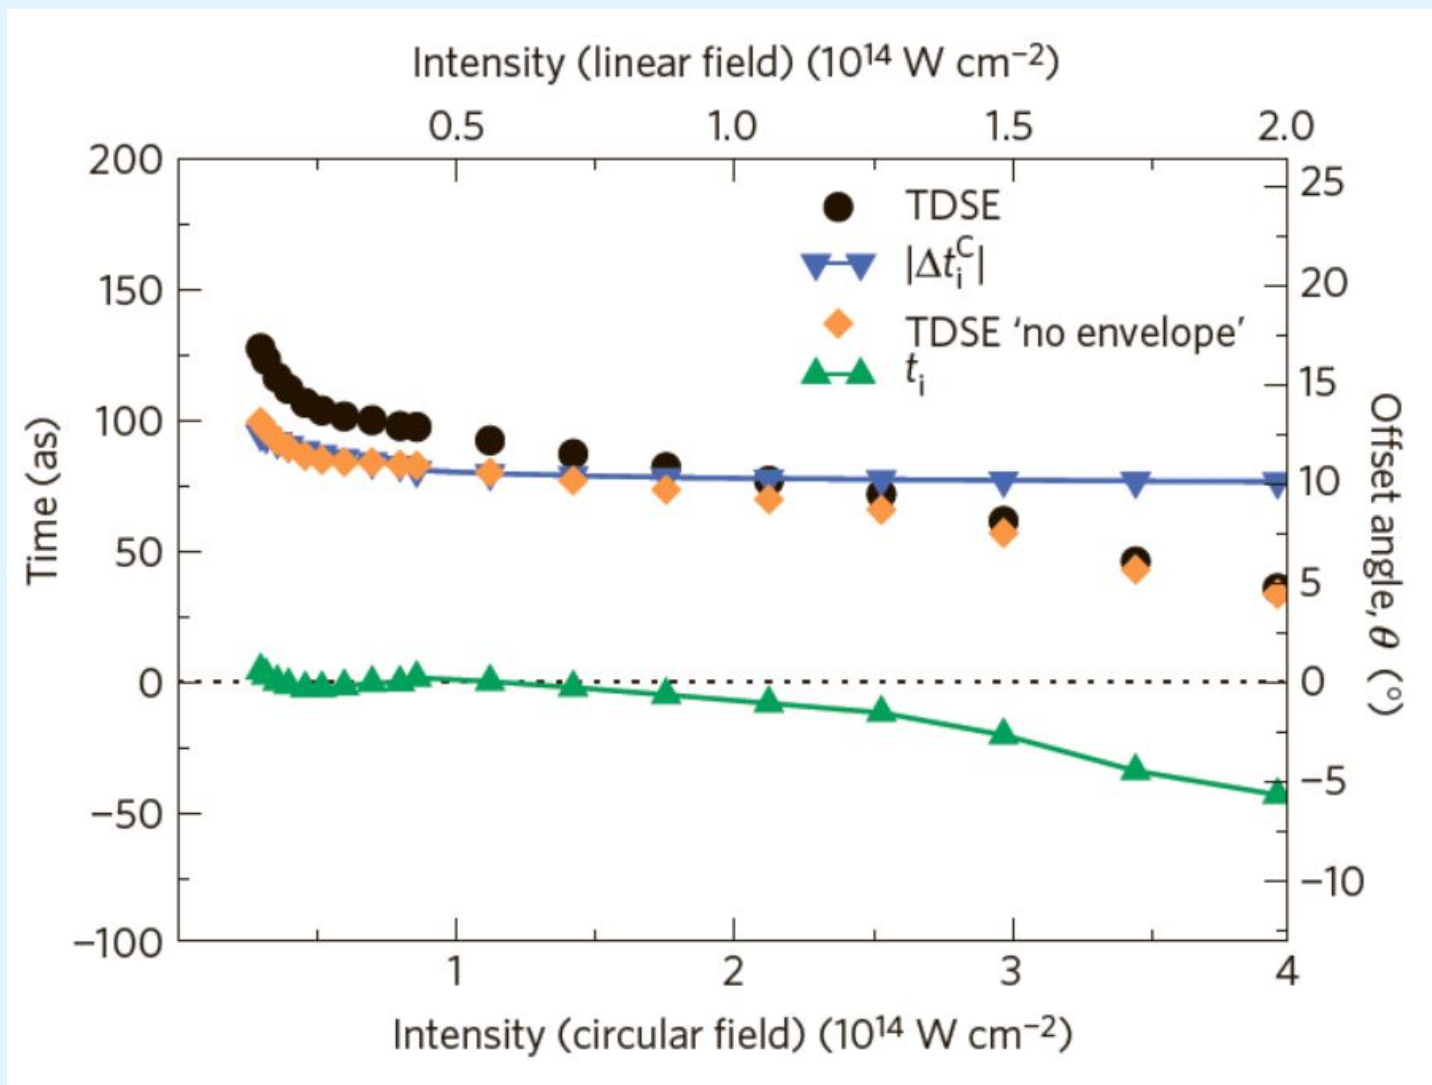 Intensity (linear field) (10¹⁴ W cm⁻²)
0.5 1.0 1.5 2.0
200
150
100
50
0
−50
−100
Time (as)
TDSE
|Δtᵢᶜ|
TDSE ‘no envelope’
tᵢ
25
20
15
10
5
0
−5
−10
Offset angle, θ (°)
1 2 3 4
Intensity (circular field) (10¹⁴ W cm⁻²)